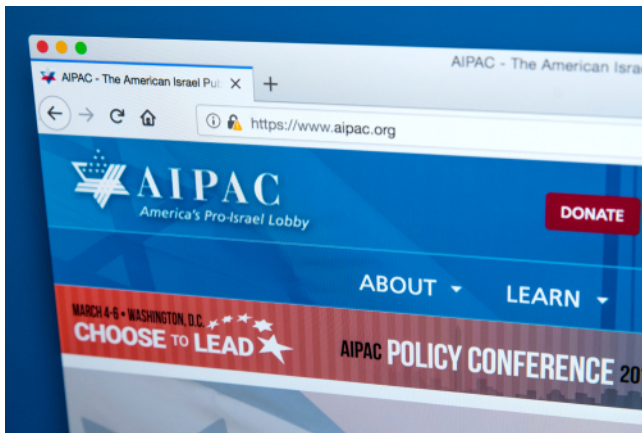 AIPAC - The American Israe
AIPAC - The American Israel Pu
https://www.aipac.org
AIPAC
America's Pro-Israel Lobby
DONATE
ABOUT
LEARN
MARCH 4-6 • WASHINGTON, D.C.
CHOOSE TO LEAD
AIPAC POLICY CONFERENCE 20